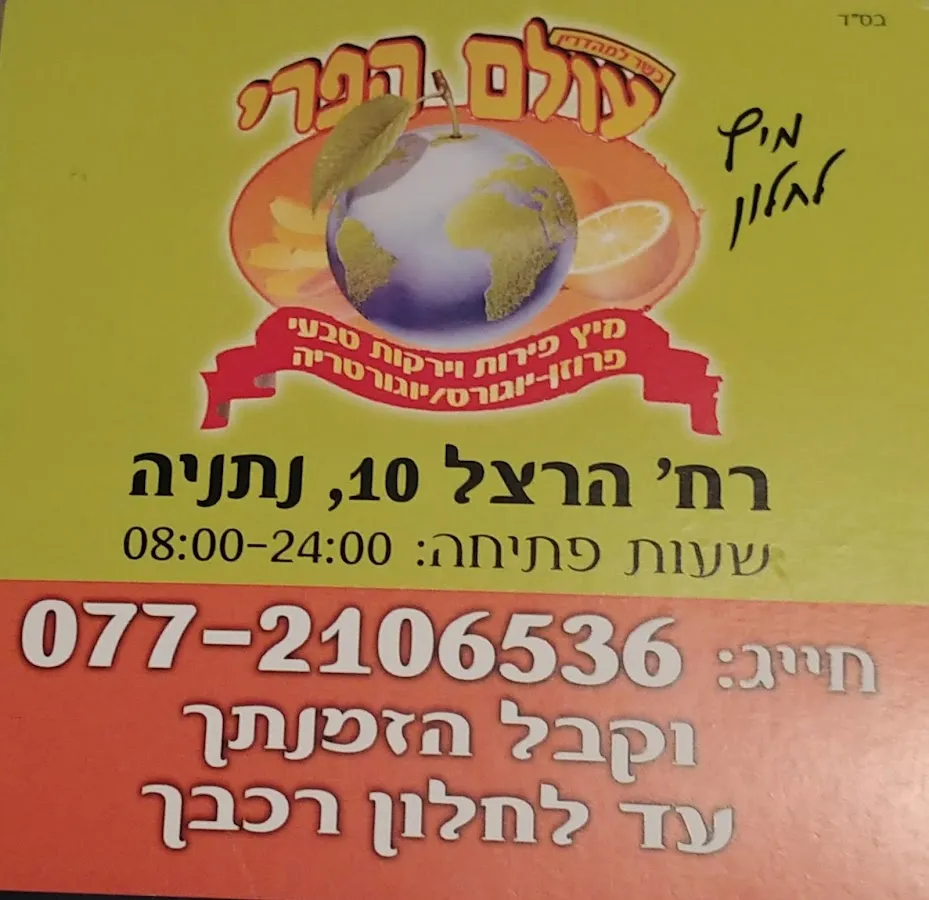 בס"ד
כשר למהדרין
עולם הפרי
מיץ
לחלון
מיץ פירות וירקות טבעי
פרוזן-יוגורט/יוגורטריה
רח' הרצל 10, נתניה
שעות פתיחה: 08:00-24:00
חייג: 077-2106536
וקבל הזמנתך
עד לחלון רכבך